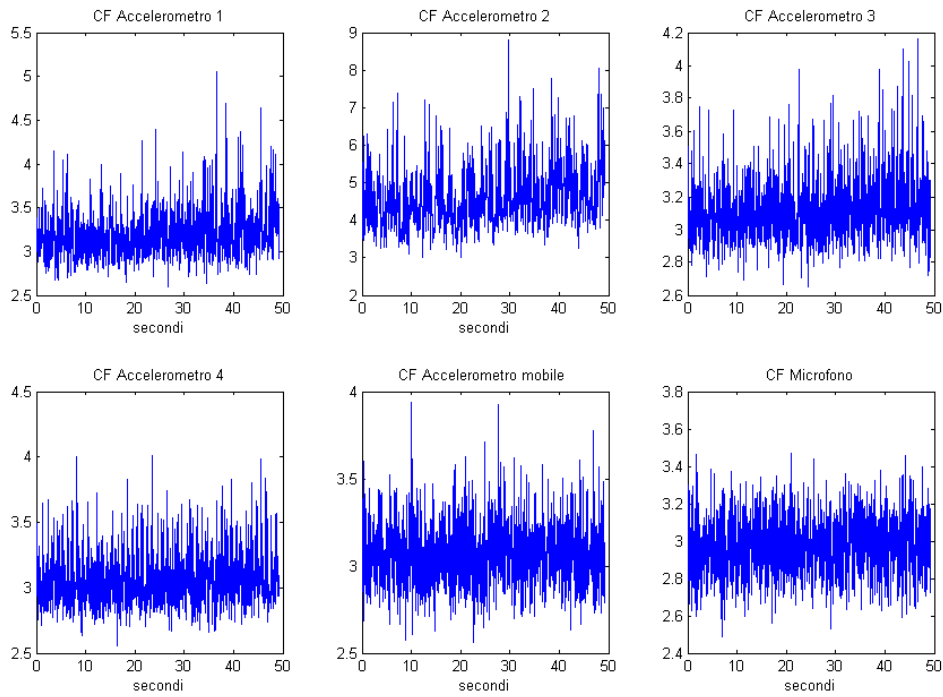 CF Accelerometro 1
5.5
5
4.5
4
3.5
3
2.5
0 10 20 30 40 50
secondi
CF Accelerometro 2
9
8
7
6
5
4
3
2
0 10 20 30 40 50
secondi
CF Accelerometro 3
4.2
4
3.8
3.6
3.4
3.2
3
2.8
2.6
0 10 20 30 40 50
secondi
CF Accelerometro 4
4.5
4
3.5
3
2.5
0 10 20 30 40 50
secondi
CF Accelerometro mobile
4
3.5
3
2.5
0 10 20 30 40 50
secondi
CF Microfono
3.8
3.6
3.4
3.2
3
2.8
2.6
2.4
0 10 20 30 40 50
secondi